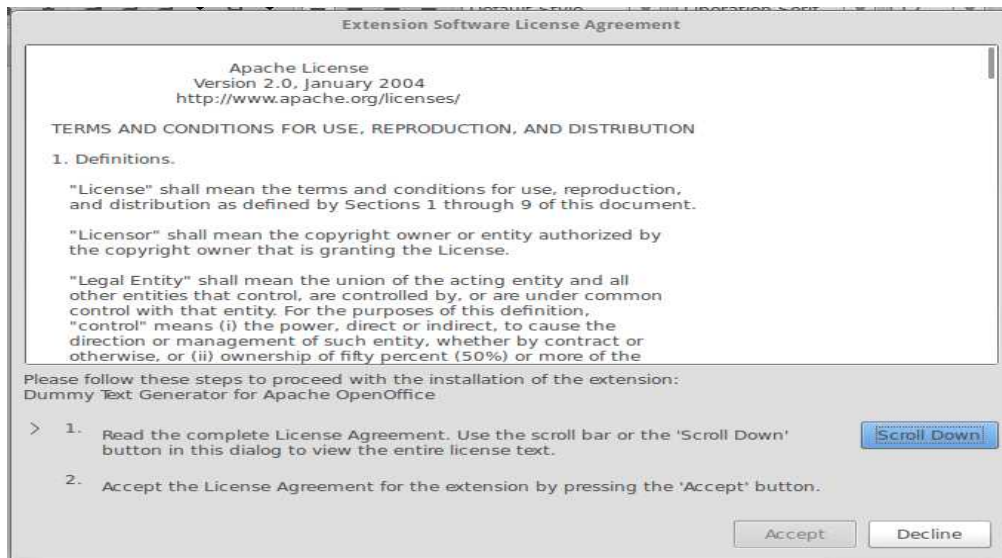 Extension Software License Agreement
Apache License
Version 2.0, January 2004
http://www.apache.org/licenses/
TERMS AND CONDITIONS FOR USE, REPRODUCTION, AND DISTRIBUTION
1. Definitions.
"License" shall mean the terms and conditions for use, reproduction,
and distribution as defined by Sections 1 through 9 of this document.
"Licensor" shall mean the copyright owner or entity authorized by
the copyright owner that is granting the License.
"Legal Entity" shall mean the union of the acting entity and all
other entities that control, are controlled by, or are under common
control with that entity. For the purposes of this definition,
"control" means (i) the power, direct or indirect, to cause the
direction or management of such entity, whether by contract or
otherwise, or (ii) ownership of fifty percent (50%) or more of the
Please follow these steps to proceed with the installation of the extension:
Dummy Text Generator for Apache OpenOffice
> 1. Read the complete License Agreement. Use the scroll bar or the 'Scroll Down'
button in this dialog to view the entire license text.
Scroll Down
2. Accept the License Agreement for the extension by pressing the 'Accept' button.
Accept Decline